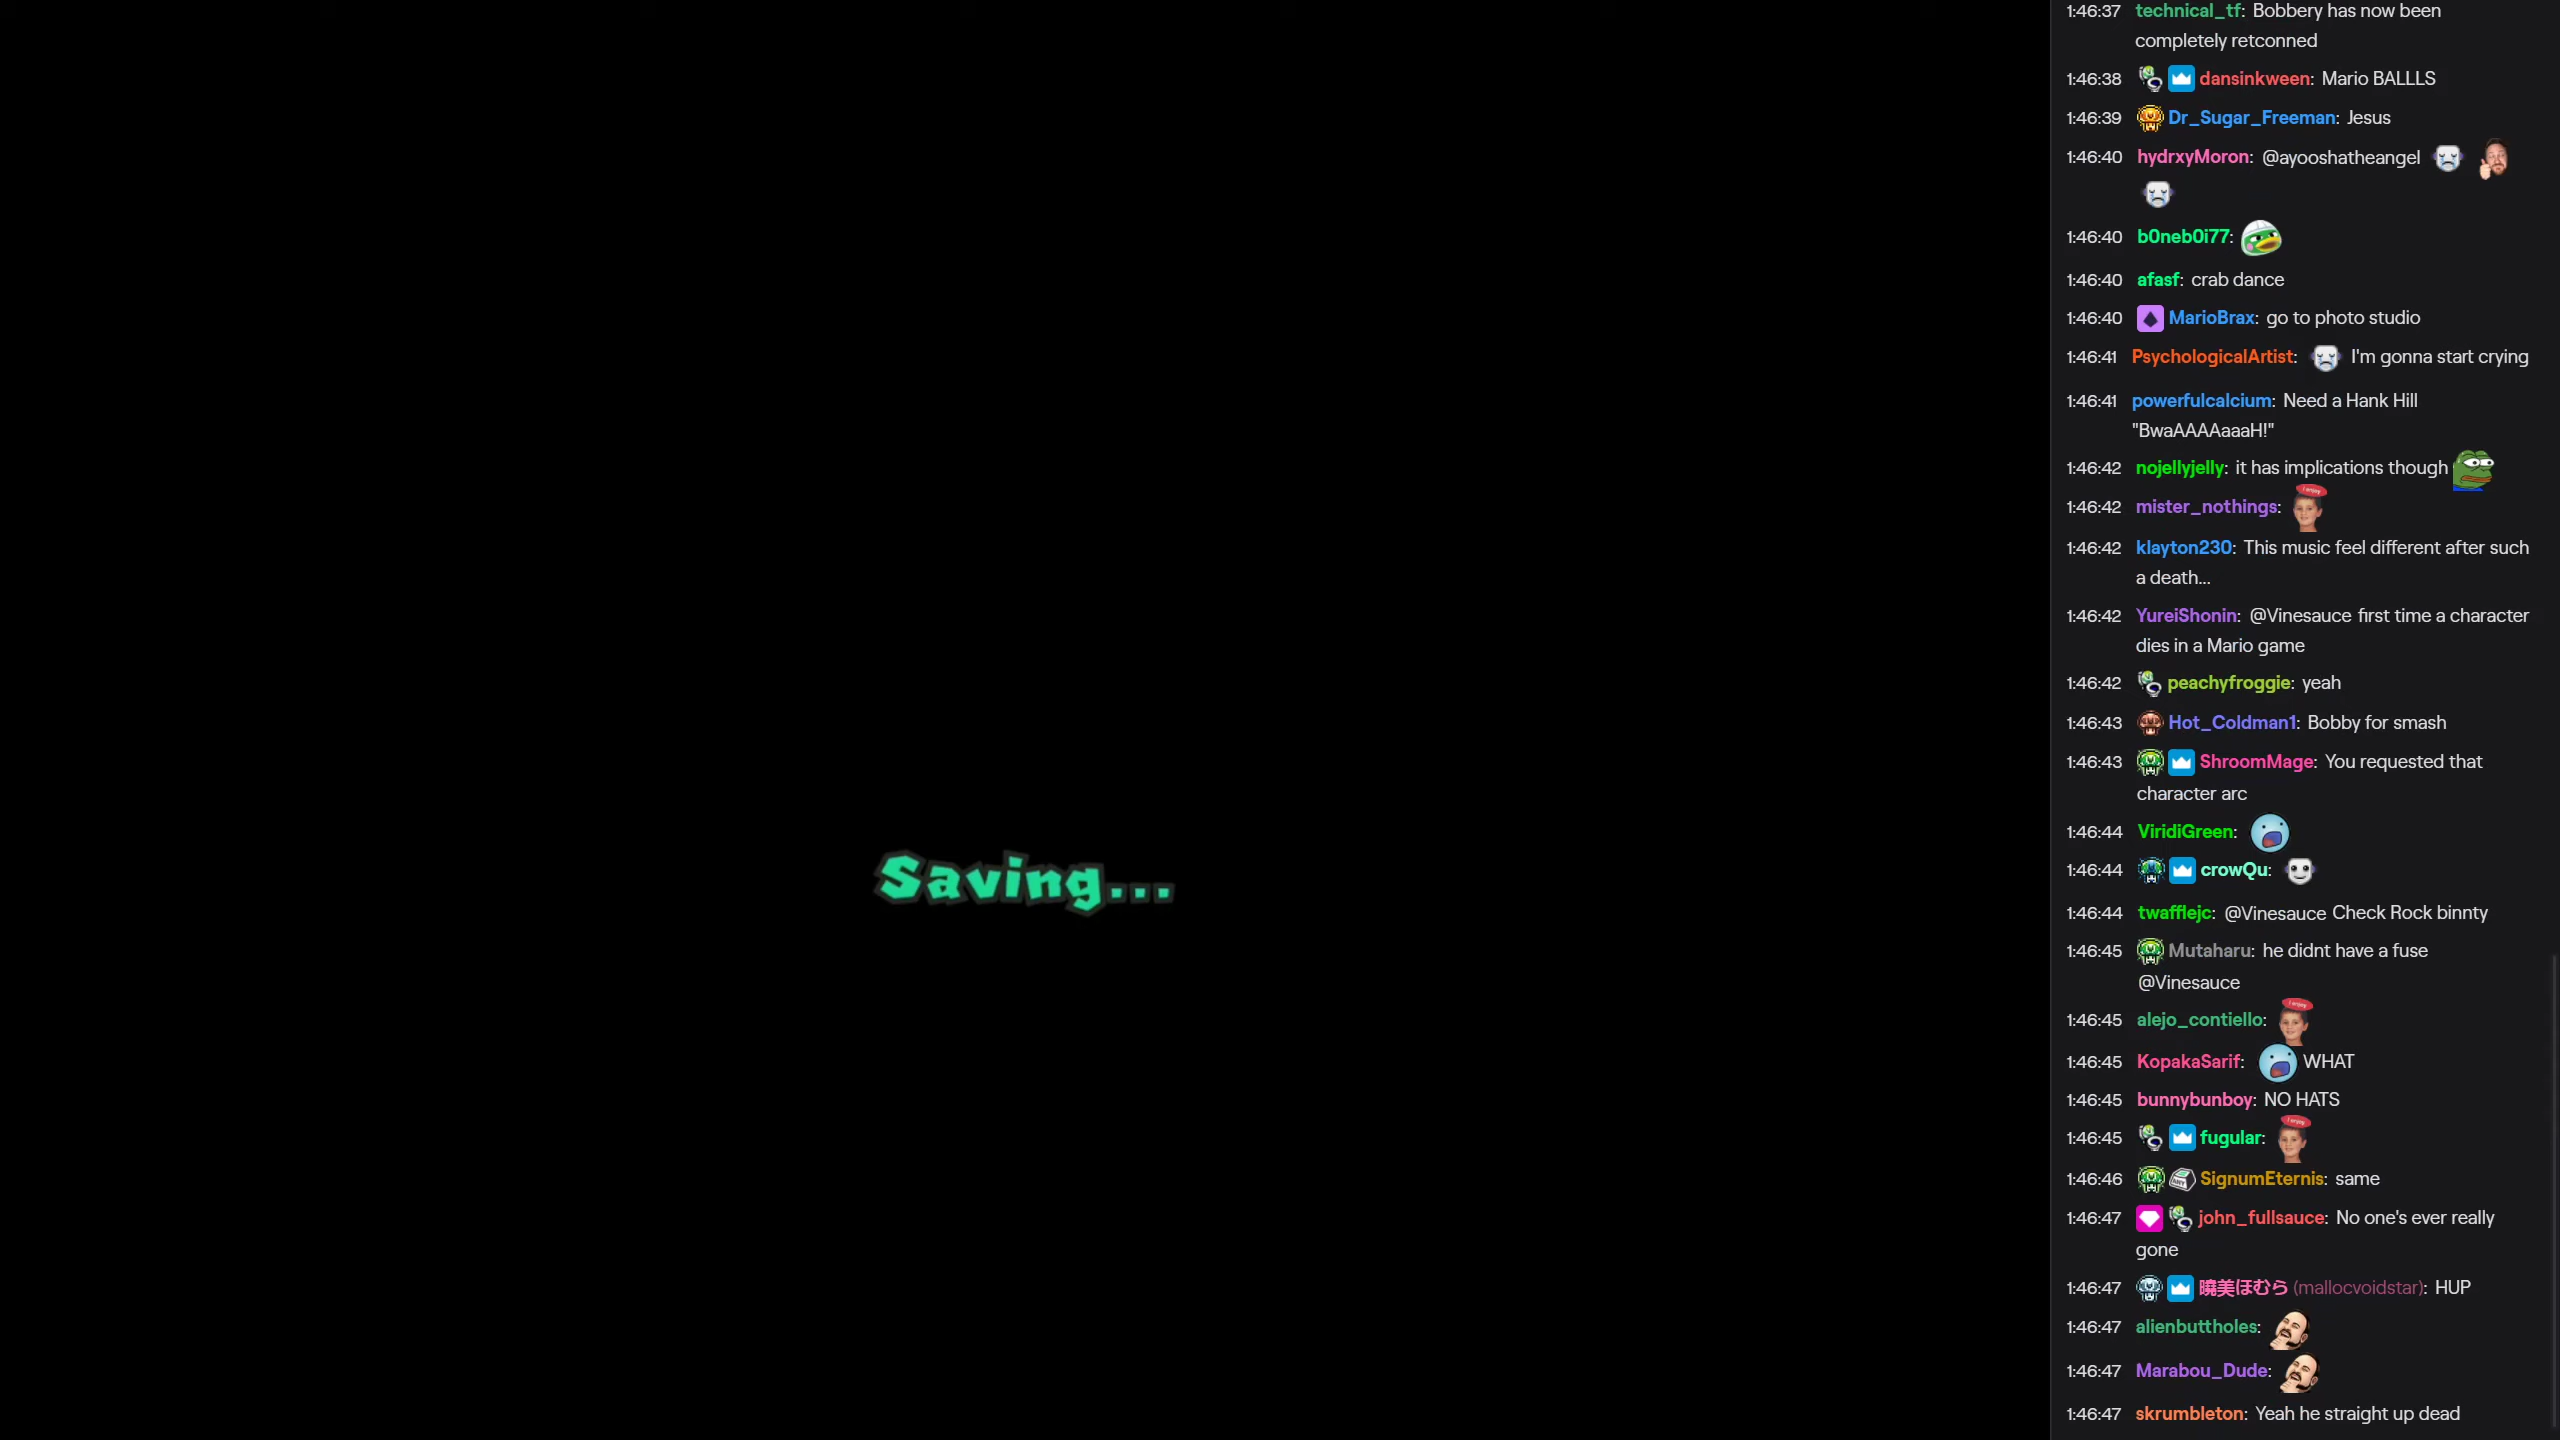 1:46:37 technical_tf: Bobbery has now been
completely retconned
1:46:38 dansinkween: Mario BALLLS
1:46:39 Dr_Sugar_Freeman: Jesus
1:46:40 hydrxyMoron: @ayooshatheangel
1:46:40 b0neb0i77:
1:46:40 afasf: crab dance
1:46:40 MarioBrax: go to photo studio
1:46:41 PsychologicalArtist: I'm gonna start crying
1:46:41 powerfulcalcium: Need a Hank Hill
"BwaAAAAaaaH!"
1:46:42 nojellyjelly: it has implications though
1:46:42 mister_nothings:
1:46:42 klayton230: This music feel different after such
a death...
1:46:42 YureiShonin: @Vinesauce first time a character
dies in a Mario game
1:46:42 peachyfroggie: yeah
1:46:43 Hot_Coldman1: Bobby for smash
1:46:43 ShroomMage: You requested that
character arc
1:46:44 ViridiGreen:
1:46:44 crowQu:
Saving...
1:46:44 twafflejc: @Vinesauce Check Rock binnty
1:46:45 Mutaharu: he didnt have a fuse
@Vinesauce
1:46:45 alejo_contiello:
1:46:45 KopakaSarif: WHAT
1:46:45 bunnybunboy: NO HATS
1:46:45 fugular:
1:46:46 SignumEternis: same
1:46:47 john_fullsauce: No one's ever really
gone
1:46:47 曉美ほむら (mallocvoidstar): HUP
1:46:47 alienbuttholes:
1:46:47 Marabou_Dude:
1:46:47 skrumbleton: Yeah he straight up dead